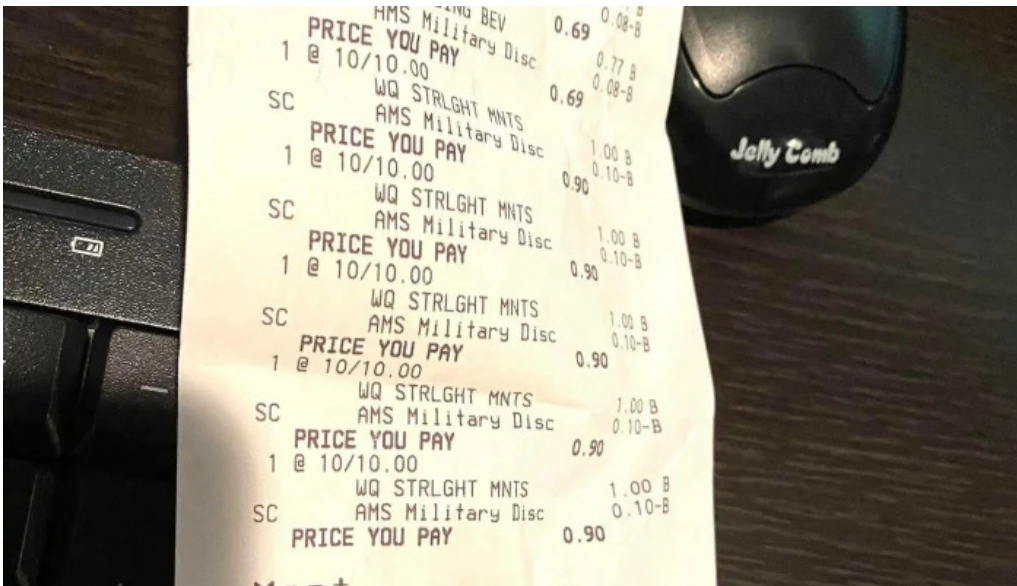 BEV 0.08-B
AMS Military Disc 0.69
PRICE YOU PAY 0.77 B
1 @ 10/10.00 0.08-B
WQ STRLGHT MNTS 0.69
SC AMS Military Disc
PRICE YOU PAY 1.00 B
1 @ 10/10.00 0.10-B
WQ STRLGHT MNTS 0.90
SC AMS Military Disc 1.00 B
PRICE YOU PAY 0.10-B
1 @ 10/10.00 0.90
WQ STRLGHT MNTS 1.00 B
SC AMS Military Disc 0.10-B
PRICE YOU PAY 0.90
1 @ 10/10.00
WQ STRLGHT MNTS 1.00 B
SC AMS Military Disc 0.10-B
PRICE YOU PAY 0.90
1 @ 10/10.00
WQ STRLGHT MNTS 1.00 B
SC AMS Military Disc 0.10-B
PRICE YOU PAY 0.90
Jelly Comb